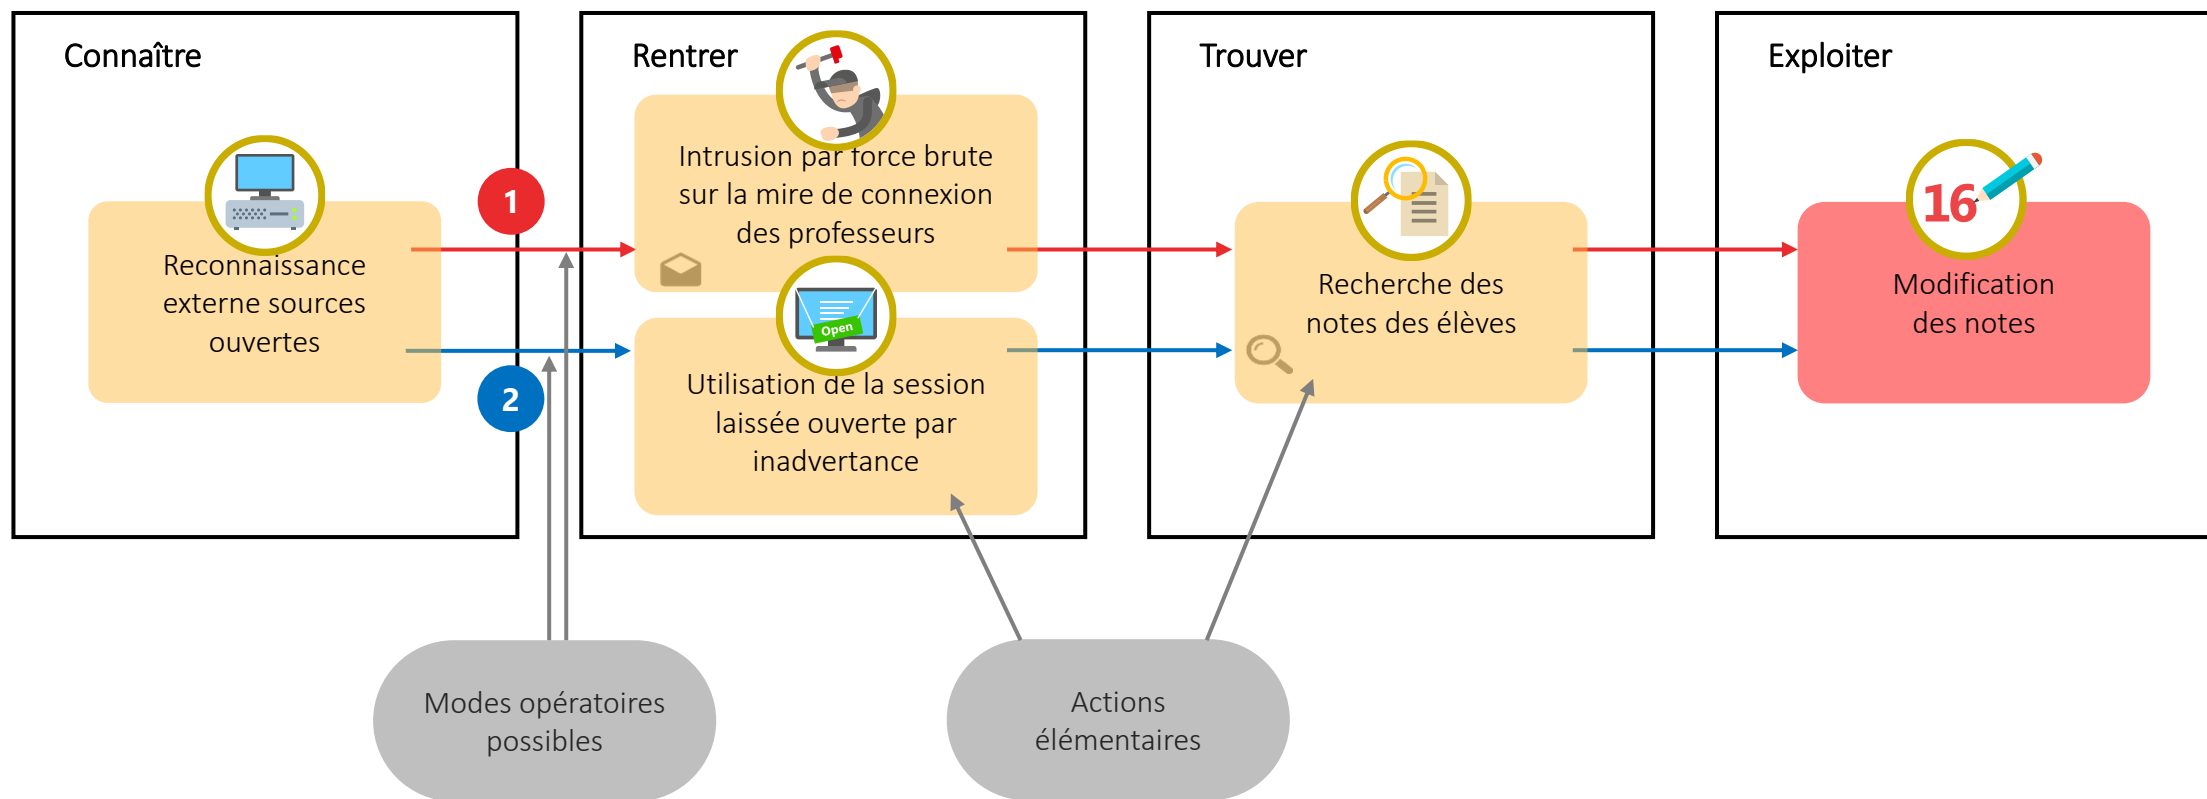 Connaître
Reconnaissance
externe sources
ouvertes
1
2
Rentrer
Intrusion par force brute
sur la mire de connexion
des professeurs
Open
Utilisation de la session
laissée ouverte par
inadvertance
Trouver
Recherche des
notes des élèves
Exploiter
16
Modification
des notes
Modes opératoires
possibles
Actions
élémentaires